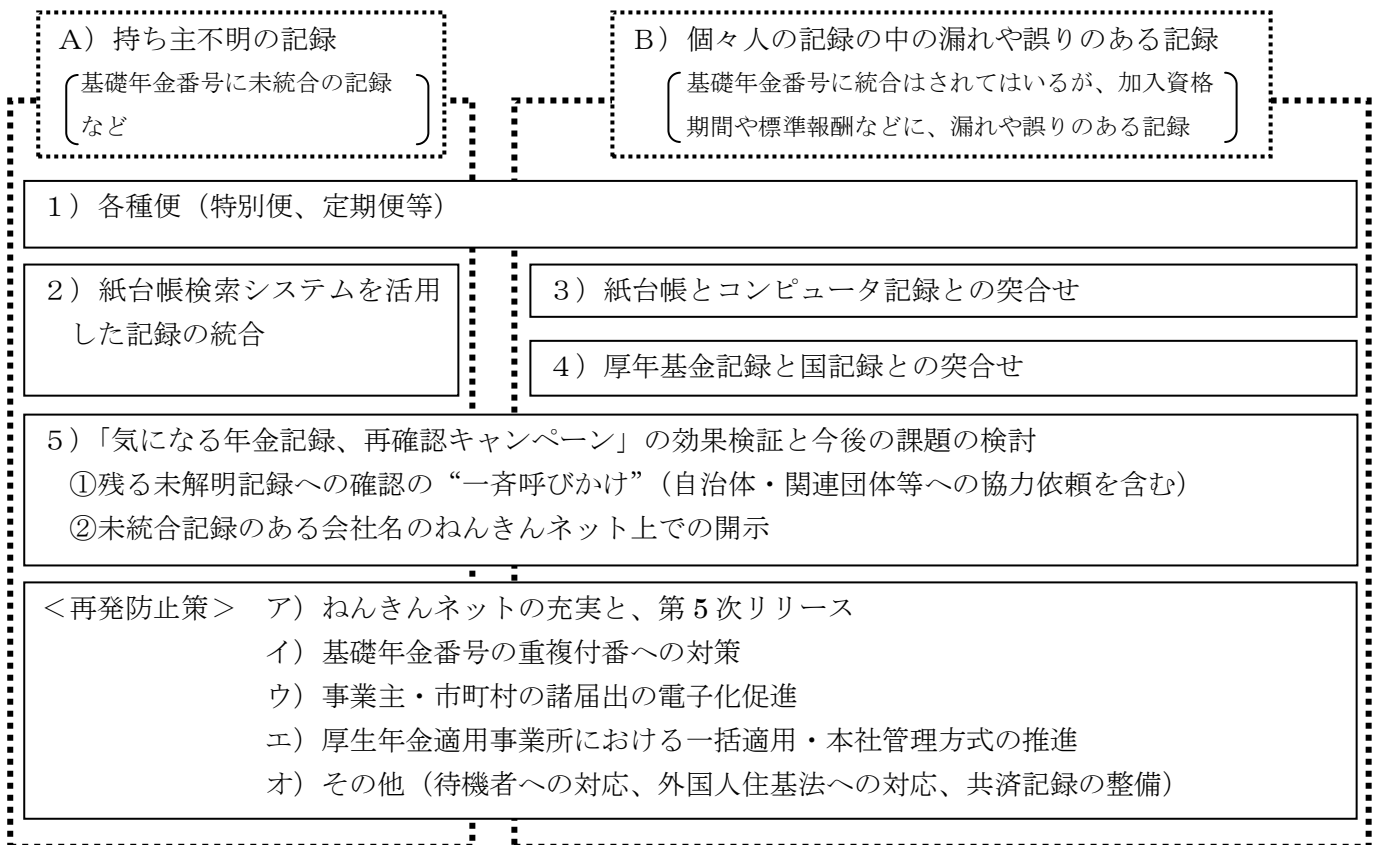 A）持ち主不明の記録
基礎年金番号に未統合の記録
など
B）個々人の記録の中の漏れや誤りのある記録
基礎年金番号に統合はされてはいるが、加入資格
期間や標準報酬などに、漏れや誤りのある記録
１）各種便（特別便、定期便等）
２）紙台帳検索システムを活用
した記録の統合
３）紙台帳とコンピュータ記録との突合せ
４）厚年基金記録と国記録との突合せ
５）「気になる年金記録、再確認キャンペーン」の効果検証と今後の課題の検討
①残る未解明記録への確認の“一斉呼びかけ”（自治体・関連団体等への協力依頼を含む）
②未統合記録のある会社名のねんきんネット上での開示
＜再発防止策＞　ア）ねんきんネットの充実と、第5次リリース
イ）基礎年金番号の重複付番への対策
ウ）事業主・市町村の諸届出の電子化促進
エ）厚生年金適用事業所における一括適用・本社管理方式の推進
オ）その他（待機者への対応、外国人住基法への対応、共済記録の整備）